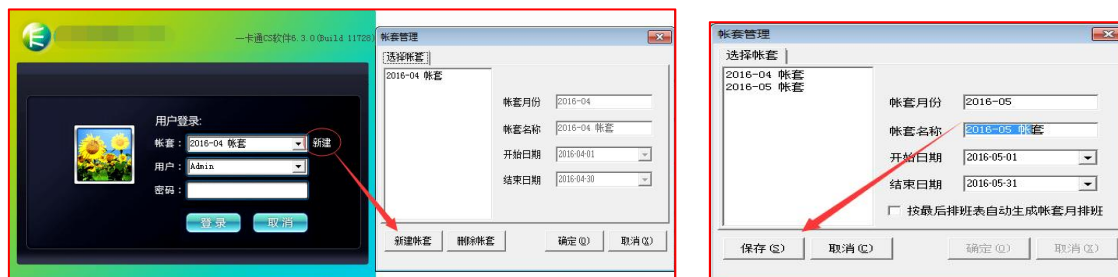 一卡通CS软件6.3.0(Build 11728)
用户登录:
帐套： 2016-04 帐套 新建
用户： Admin
密码：
登录 取消
帐套管理
选择帐套
2016-04 帐套
帐套月份 2016-04
帐套名称 2016-04 帐套
开始日期 2016-04-01
结束日期 2016-04-30
新建帐套 删除帐套 确定(O) 取消(X)
帐套管理
选择帐套
2016-04 帐套
2016-05 帐套
帐套月份 2016-05
帐套名称 2016-05 帐套
开始日期 2016-05-01
结束日期 2016-05-31
按最后排班表自动生成帐套月排班
保存(S) 取消(C) 确定(O) 取消(X)